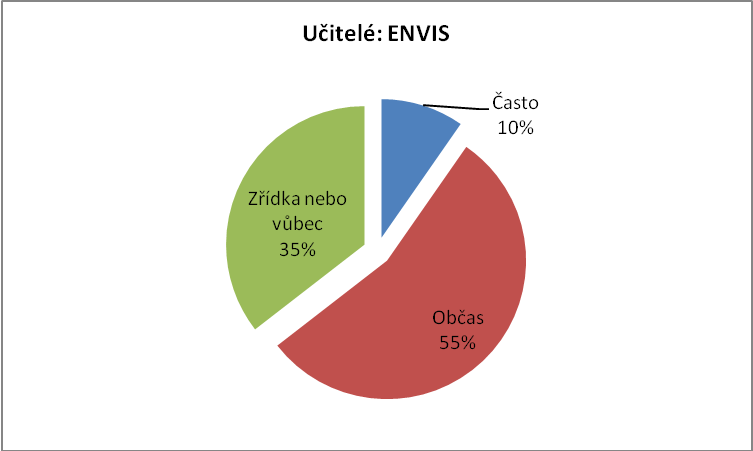 Učitelé: ENVIS
Často
10%
Zřídka nebo
vůbec
35%
Občas
55%